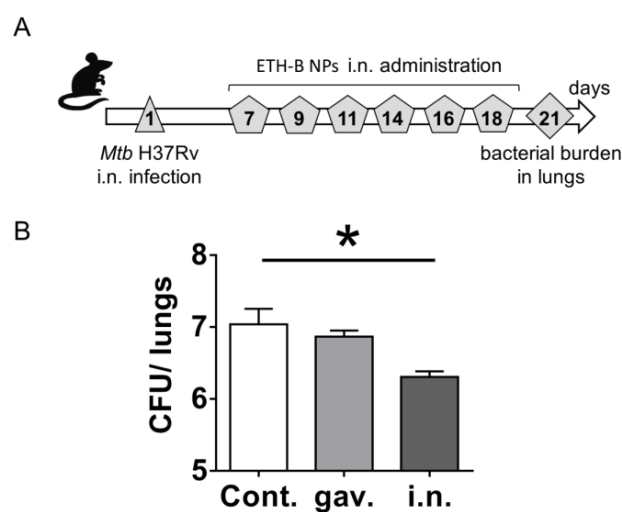 A
ETH-B NPs i.n. administration
days
1 7 9 11 14 16 18 21
Mtb H37Rv
i.n. infection
bacterial burden
in lungs
B
*
8
7
6
5
CFU/ lungs
Cont. gav. i.n.